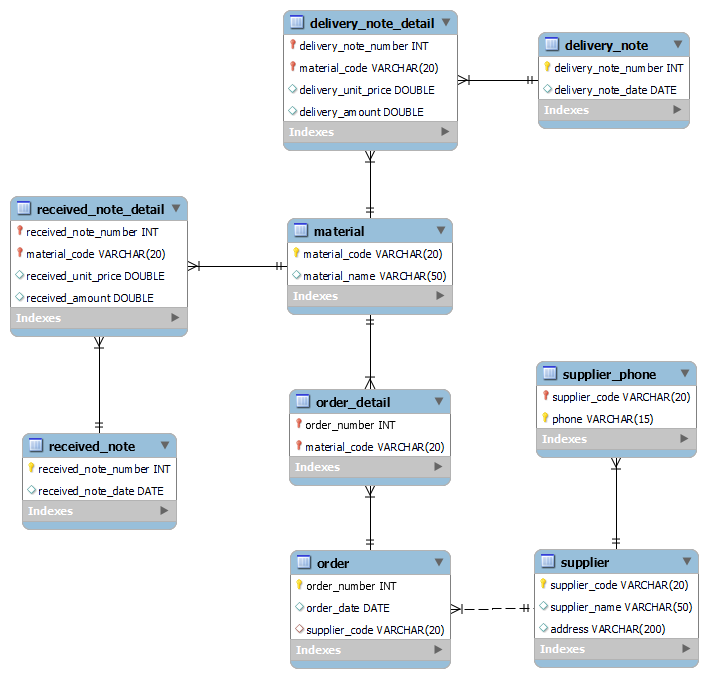 delivery_note_detail
delivery_note_number INT
material_code VARCHAR(20)
delivery_unit_price DOUBLE
delivery_amount DOUBLE
Indexes
delivery_note
delivery_note_number INT
delivery_note_date DATE
Indexes
received_note_detail
received_note_number INT
material_code VARCHAR(20)
received_unit_price DOUBLE
received_amount DOUBLE
Indexes
material
material_code VARCHAR(20)
material_name VARCHAR(50)
Indexes
order_detail
order_number INT
material_code VARCHAR(20)
Indexes
supplier_phone
supplier_code VARCHAR(20)
phone VARCHAR(15)
Indexes
received_note
received_note_number INT
received_note_date DATE
Indexes
order
order_number INT
order_date DATE
supplier_code VARCHAR(20)
Indexes
supplier
supplier_code VARCHAR(20)
supplier_name VARCHAR(50)
address VARCHAR(200)
Indexes